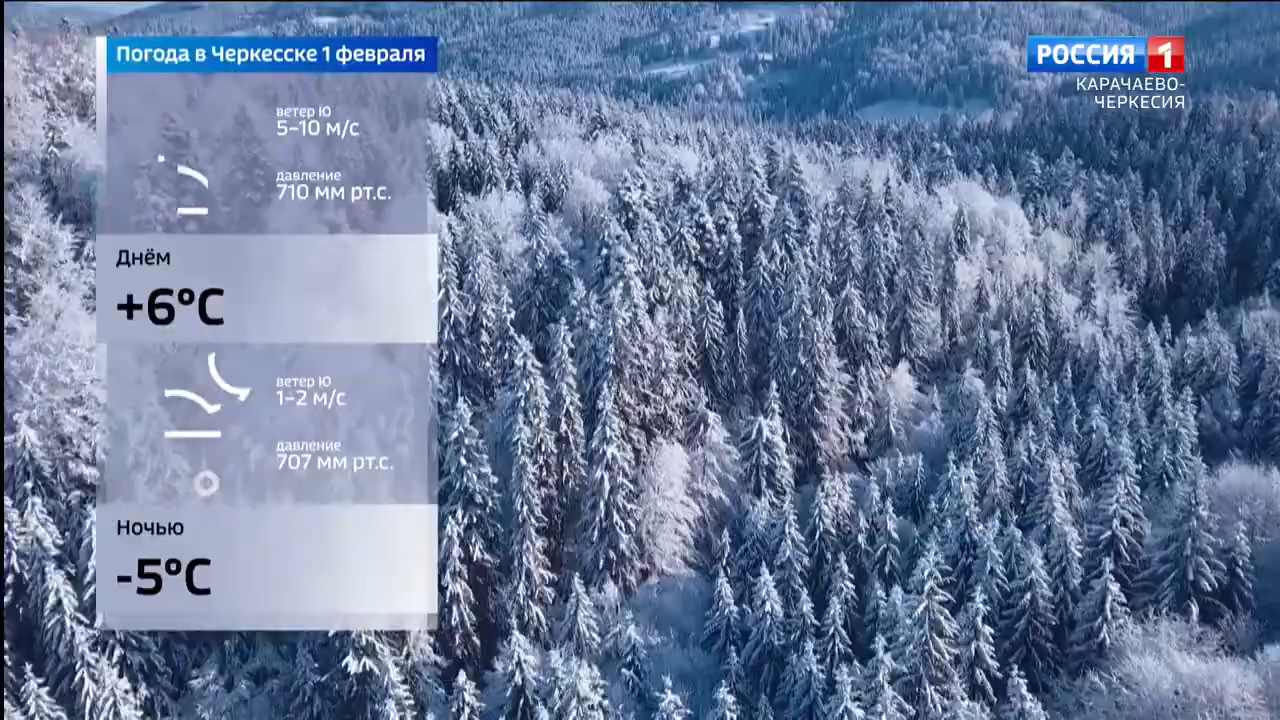 Погода в Черкесске 1 февраля
РОССИЯ 1
КАРАЧАЕВО-
ЧЕРКЕСИЯ
ветер Ю
5-10 м/с
давление
710 мм рт.с.
Днём
+6°C
ветер Ю
1-2 м/с
давление
707 мм рт.с.
Ночью
-5°C